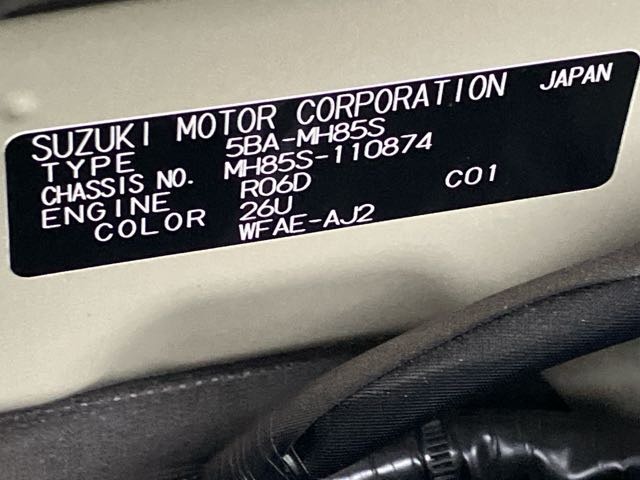 SUZUKI MOTOR CORPORATION JAPAN
TYPE 5BA-MH85S
CHASSIS NO. MH85S-110874
ENGINE R06D C01
COLOR 26U
WFAE-AJ2